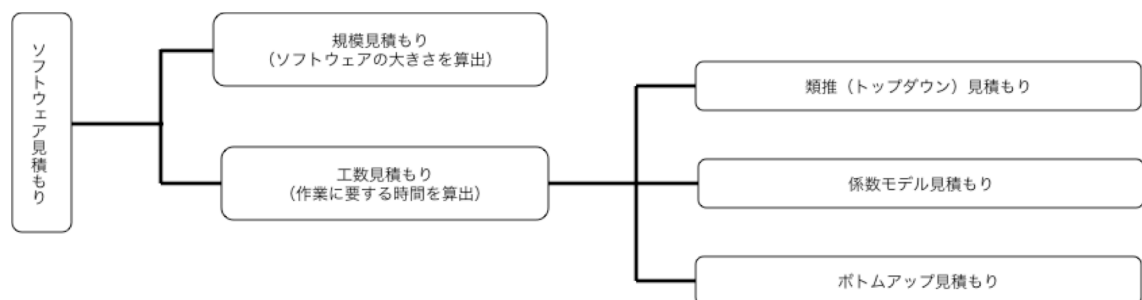 ソフトウェア見積もり
規模見積もり
（ソフトウェアの大きさを算出）
工数見積もり
（作業に要する時間を算出）
類推（トップダウン）見積もり
係数モデル見積もり
ボトムアップ見積もり